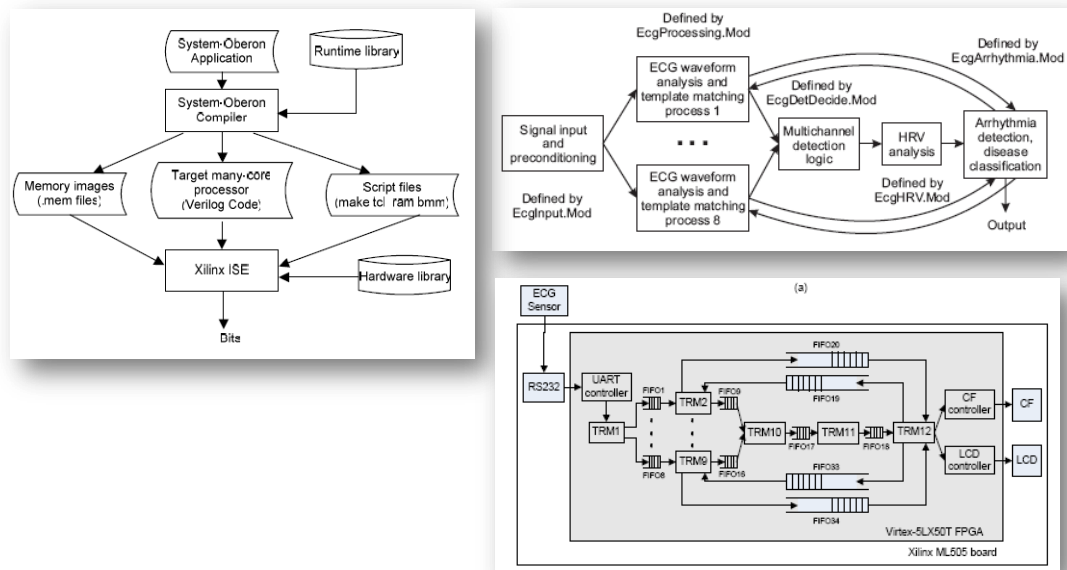 System-Oberon
Application
Runtime library
System-Oberon
Compiler
Memory images
(.mem files)
Target many-core
processor
(Verilog Code)
Script files
(make tcl ram bmm)
Xilinx ISE
Hardware library
Bits
Defined by
EcgProcessing.Mod
Defined by
EcgArrhythmia.Mod
ECG waveform
analysis and
template matching
process 1
Defined by
EcgDetDecide.Mod
Signal input
and
preconditioning
...
Multichannel
detection
logic
HRV
analysis
Arrhythmia
detection,
disease
classification
ECG waveform
analysis and
template matching
process 8
Defined by
EcgInput.Mod
Defined by
EcgHRV.Mod
Output
(a)
ECG
Sensor
RS232
UART
controller
TRM1
FIFO1
FIFO8
TRM2
TRM9
FIFO9
FIFO16
FIFO20
FIFO19
TRM10
FIFO17
TRM11
FIFO18
TRM12
FIFO33
FIFO34
CF
controller
CF
LCD
controller
LCD
Virtex-5LX50T FPGA
Xilinx ML505 board